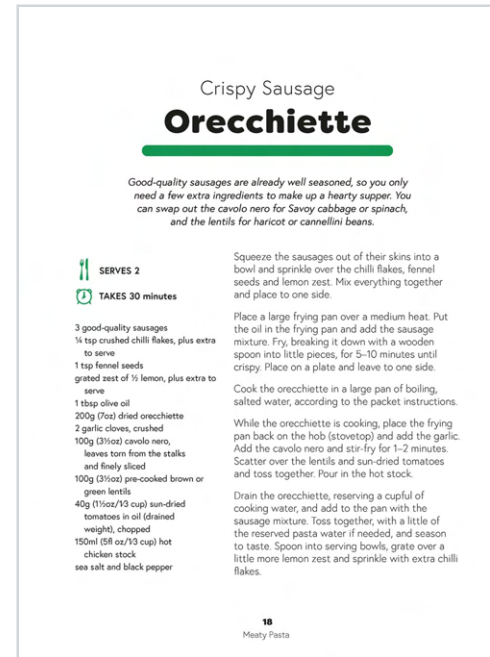 Crispy Sausage
Orecchiette
Good-quality sausages are already well seasoned, so you only
need a few extra ingredients to make up a hearty supper. You
can swap out the cavolo nero for Savoy cabbage or spinach,
and the lentils for haricot or cannellini beans.
SERVES 2
TAKES 30 minutes
3 good-quality sausages
¼ tsp crushed chilli flakes, plus extra
to serve
1 tsp fennel seeds
grated zest of ½ lemon, plus extra to
serve
1 tbsp olive oil
200g (7oz) dried orecchiette
2 garlic cloves, crushed
100g (3½oz) cavolo nero,
leaves torn from the stalks
and finely sliced
100g (3½oz) pre-cooked brown or
green lentils
40g (1½oz/1⁄3 cup) sun-dried
tomatoes in oil (drained
weight), chopped
150ml (5fl oz/1⁄3 cup) hot
chicken stock
sea salt and black pepper
Squeeze the sausages out of their skins into a
bowl and sprinkle over the chilli flakes, fennel
seeds and lemon zest. Mix everything together
and place to one side.
Place a large frying pan over a medium heat. Put
the oil in the frying pan and add the sausage
mixture. Fry, breaking it down with a wooden
spoon into little pieces, for 5–10 minutes until
crispy. Place on a plate and leave to one side.
Cook the orecchiette in a large pan of boiling,
salted water, according to the packet instructions.
While the orecchiette is cooking, place the frying
pan back on the hob (stovetop) and add the garlic.
Add the cavolo nero and stir-fry for 1–2 minutes.
Scatter over the lentils and sun-dried tomatoes
and toss together. Pour in the hot stock.
Drain the orecchiette, reserving a cupful of
cooking water, and add to the pan with the
sausage mixture. Toss together, with a little of
the reserved pasta water if needed, and season
to taste. Spoon into serving bowls, grate over a
little more lemon zest and sprinkle with extra chilli
flakes.
18
Meaty Pasta